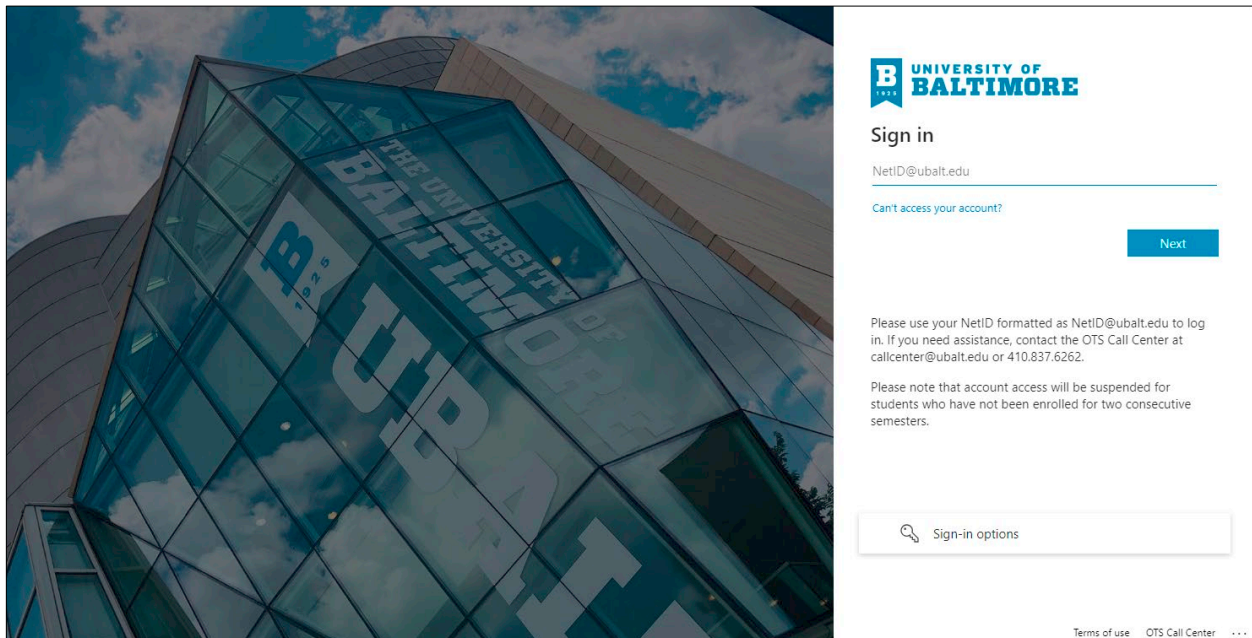 THE UNIVERSITY OF
BALTIMORE
B
1925
UBAL
B
1925
UNIVERSITY OF
BALTIMORE
Sign in
NetID@ubalt.edu
Can't access your account?
Next
Please use your NetID formatted as NetID@ubalt.edu to log
in. If you need assistance, contact the OTS Call Center at
callcenter@ubalt.edu or 410.837.6262.
Please note that account access will be suspended for
students who have not been enrolled for two consecutive
semesters.
Sign-in options
Terms of use OTS Call Center ...